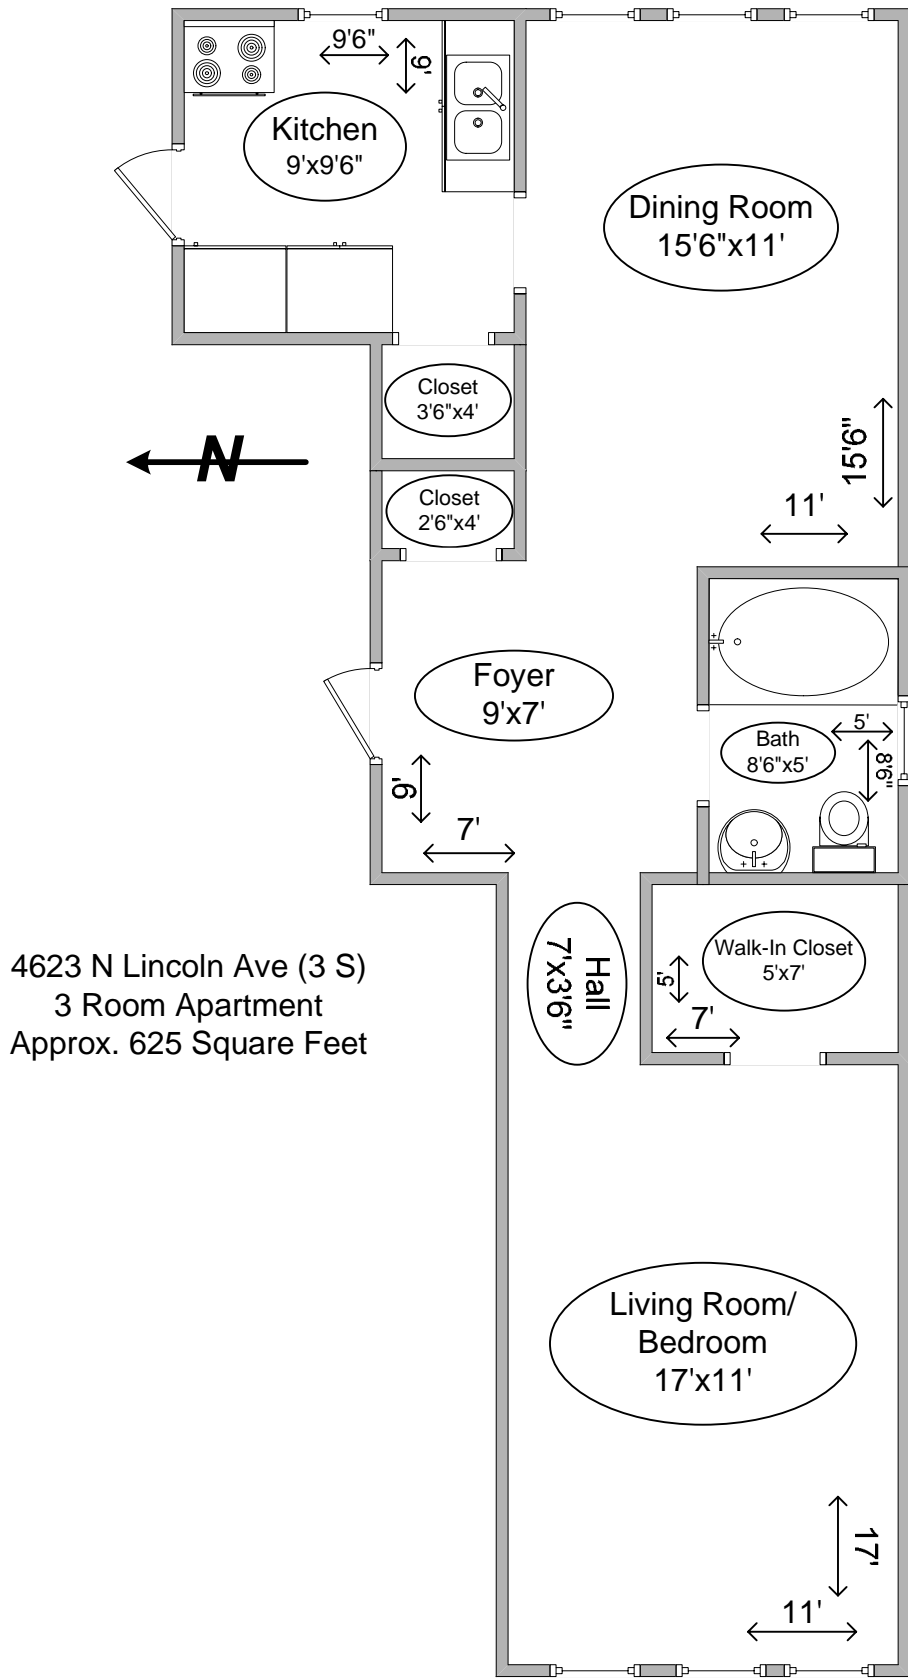 9'6"
9'
Kitchen
9'x9'6"
Dining Room
15'6"x11'
Closet
3'6"x4'
15'6"
N
Closet
2'6"x4'
11'
Foyer
9'x7'
5'
Bath
8'6"x5'
8'6"
9'
7'
Hall
7'x3'6"
Walk-In Closet
5'x7'
5'
7'
4623 N Lincoln Ave (3 S)
3 Room Apartment
Approx. 625 Square Feet
Living Room/
Bedroom
17'x11'
17'
11'